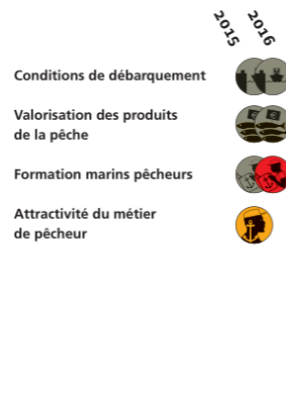 2015
2016
Conditions de débarquement
Valorisation des produits
de la pêche
Formation marins pêcheurs
Attractivité du métier
de pêcheur